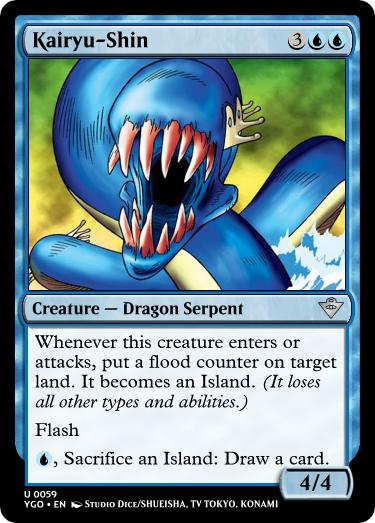 Kairyu-Shin 3
Creature — Dragon Serpent
Whenever this creature enters or
attacks, put a flood counter on target
land. It becomes an Island. (It loses
all other types and abilities.)
Flash
, Sacrifice an Island: Draw a card.
4/4
U 0059
YGO • EN Studio Dice/SHUEISHA, TV TOKYO, KONAMI